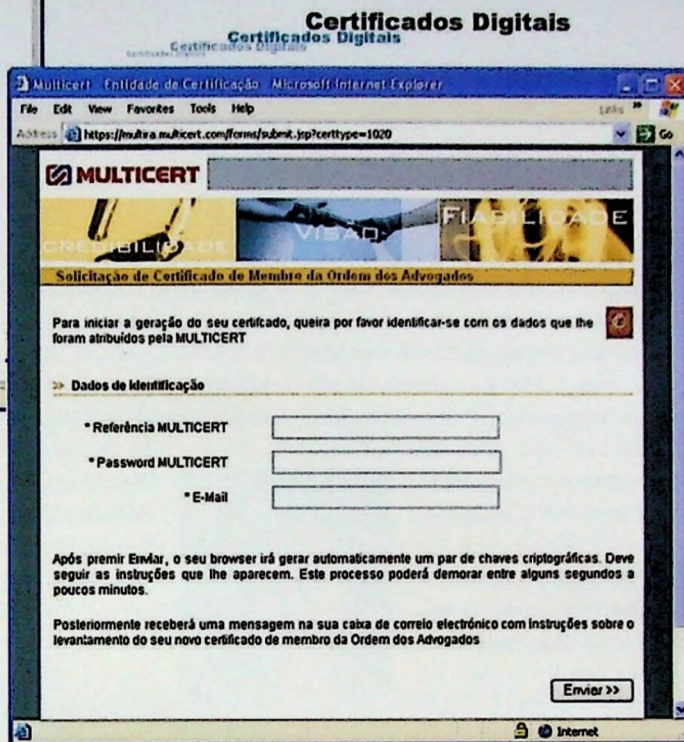 Certificados Digitais
Certificados Digitais
Certificados Digitais
Multicert - Entidade de Certificação - Microsoft Internet Explorer
File Edit View Favorites Tools Help
Links »
Address https://multira.multicert.com/forms/submit.jsp?certtype=1020
Go
MULTICERT
CREDIBILIDADE VISÃO FIABILIDADE
Solicitação de Certificado de Membro da Ordem dos Advogados
Para iniciar a geração do seu certifcado, queira por favor identificar-se com os dados que lhe
foram atribuídos pela MULTICERT
>> Dados de Identificação
* Referência MULTICERT
* Password MULTICERT
* E-Mail
Após premir Enviar, o seu browser irá gerar automaticamente um par de chaves criptográficas. Deve
seguir as instruções que lhe aparecem. Este processo poderá demorar entre alguns segundos a
poucos minutos.
Posteriormente receberá uma mensagem na sua caixa de correio electrónico com instruções sobre o
levantamento do seu novo certificado de membro da Ordem dos Advogados
Enviar >>
Internet